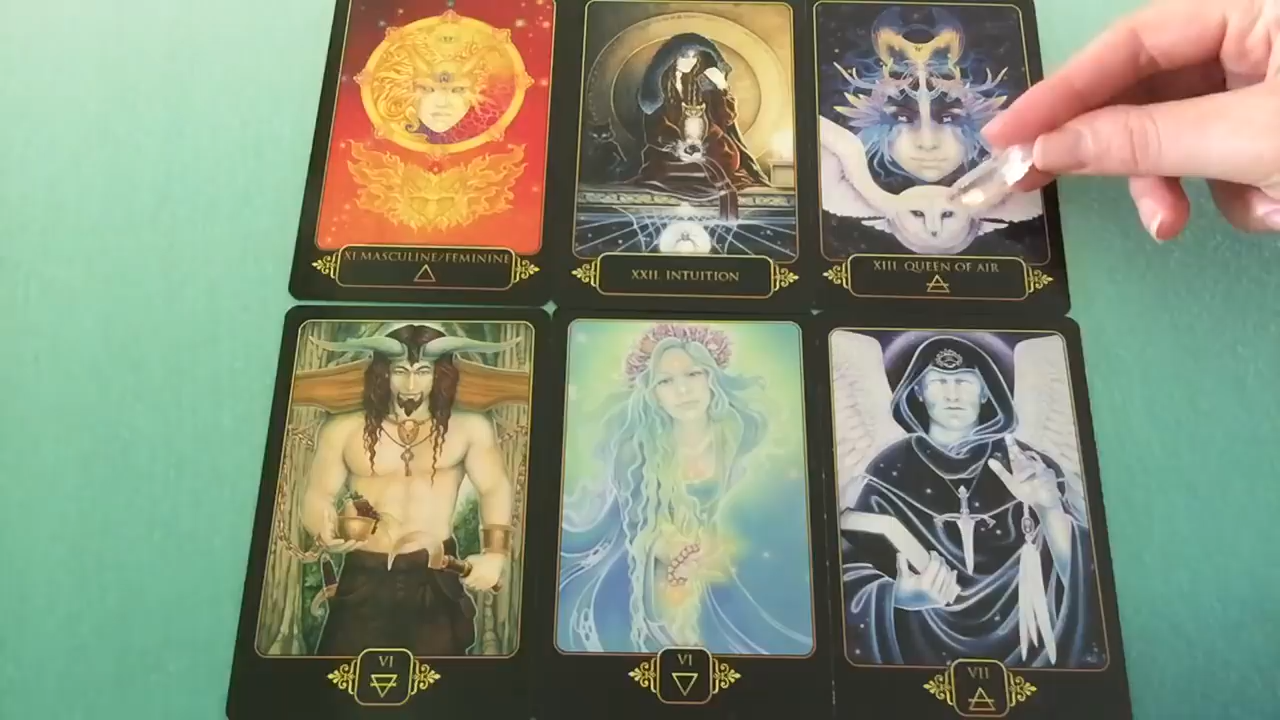 XI MASCULINE/FEMININE
XXII. INTUITION
XIII. QUEEN OF AIR
VI
VI
VII